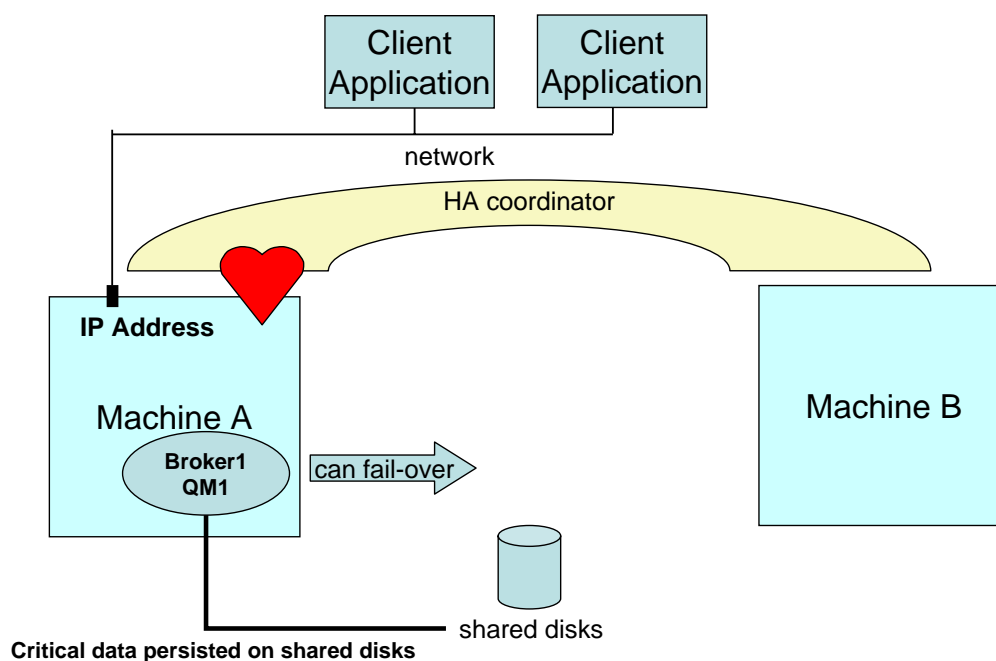 Client
Application
Client
Application
network
HA coordinator
IP Address
Machine A
Machine B
Broker1
QM1
can fail-over
shared disks
Critical data persisted on shared disks